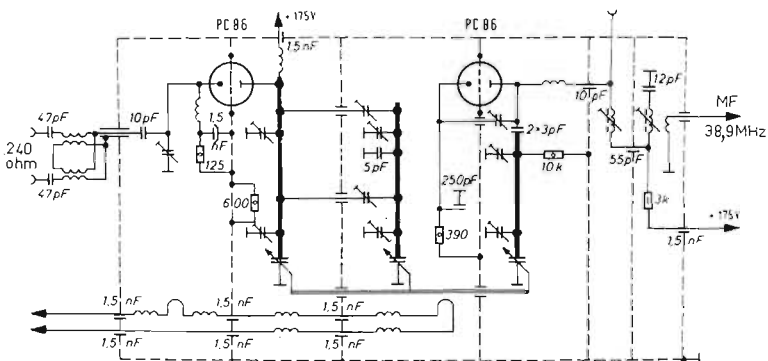 PC 86
+ 175V
1,5 nF
PC 86
MF
47pF
10pF
240
ohm
47pF
1,5
nF
125
600
5pF
250pF
390
2×3pF
10k
10 pF
12pF
55pF
38,9MHz
3k
+ 175V
1,5 nF
1,5 nF
1,5 nF
1,5 nF
1,5 nF
1,5 nF
1,5 nF